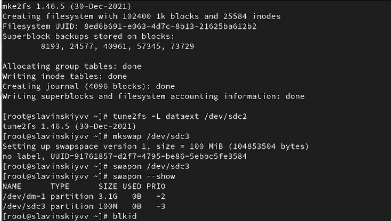 mke2fs 1.46.5 (30-Dec-2021)
Creating filesystem with 102400 1k blocks and 25584 inodes
Filesystem UUID: 8ed6b691-e063-4d7c-8b13-21625ba612b2
Superblock backups stored on blocks:
8193, 24577, 40961, 57345, 73729
Allocating group tables: done
Writing inode tables: done
Creating journal (4096 blocks): done
Writing superblocks and filesystem accounting information: done
[root@slavinskiyvv ~]# tune2fs -L dataext /dev/sdc2
tune2fs 1.46.5 (30-Dec-2021)
[root@slavinskiyvv ~]# mkswap /dev/sdc3
Setting up swapspace version 1, size = 100 MiB (104853504 bytes)
no label, UUID=91761857-d2f7-4795-be86-5ebbc5fe3584
[root@slavinskiyvv ~]# swapon /dev/sdc3
[root@slavinskiyvv ~]# swapon --show
NAME TYPE SIZE USED PRIO
/dev/dm-1 partition 3.1G 0B -2
/dev/sdc3 partition 100M 0B -3
[root@slavinskiyvv ~]# blkid